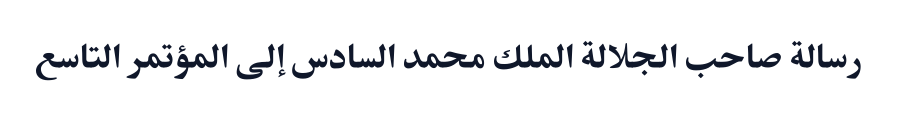 رسالة صاحب الجلالة الملك محمد السادس إلى المؤتمر التاسع